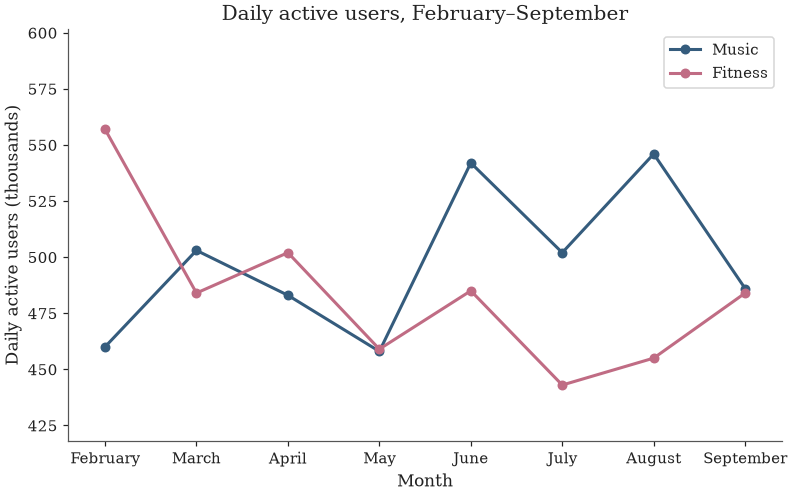 Daily active users, February–September
Daily active users (thousands)
600
575
550
525
500
475
450
425
Music
Fitness
February March April May June July August September
Month